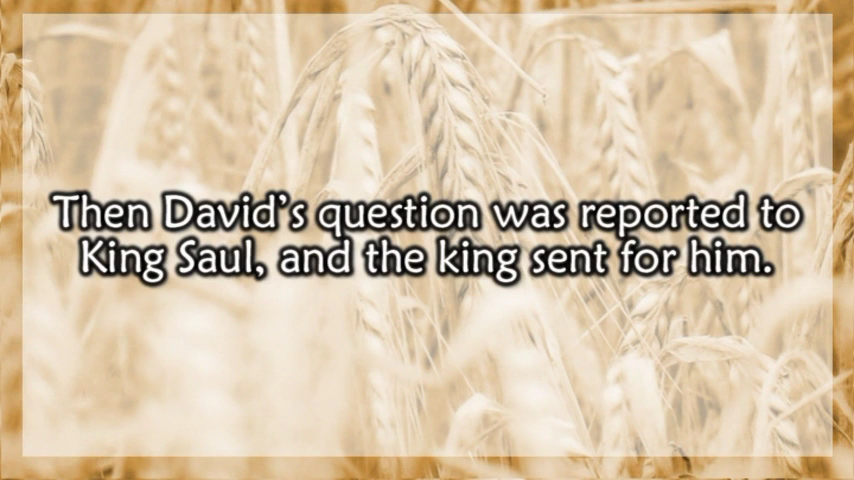 Then David’s question was reported to
King Saul, and the king sent for him.